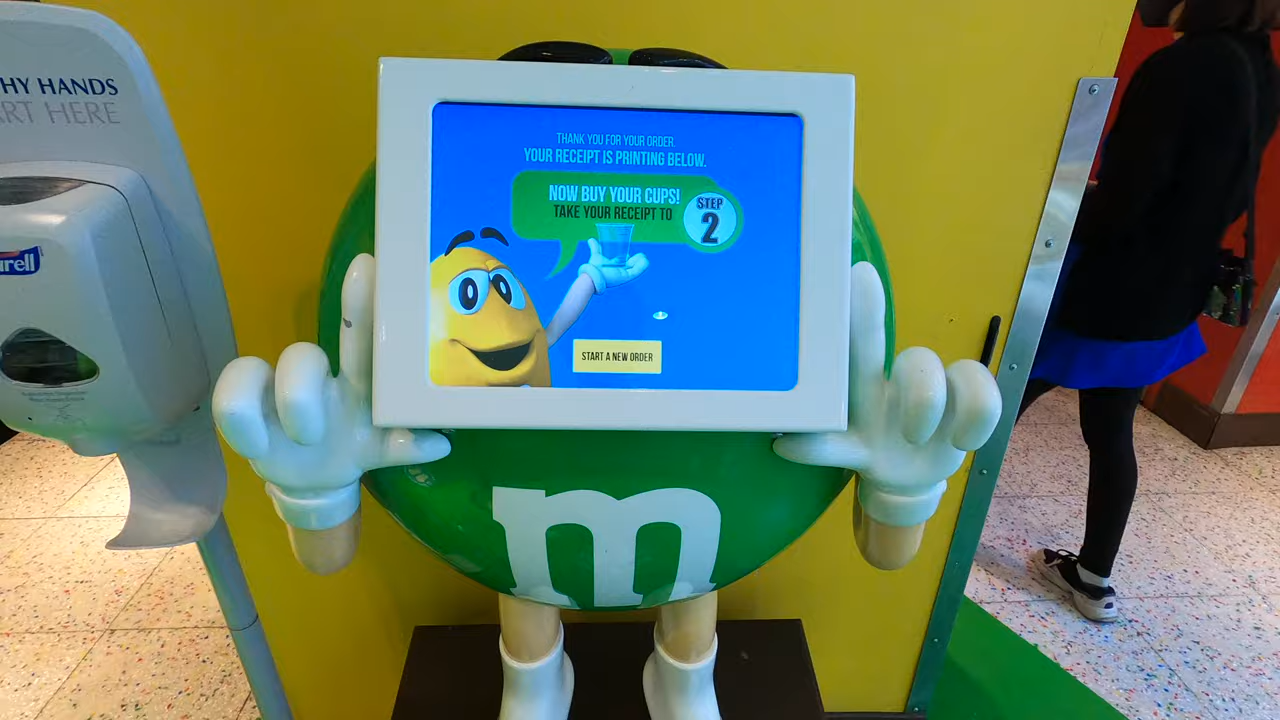 HY HANDS
RT HERE
urell
THANK YOU FOR YOUR ORDER.
YOUR RECEIPT IS PRINTING BELOW.
NOW BUY YOUR CUPS!
TAKE YOUR RECEIPT TO
STEP
2
START A NEW ORDER
m